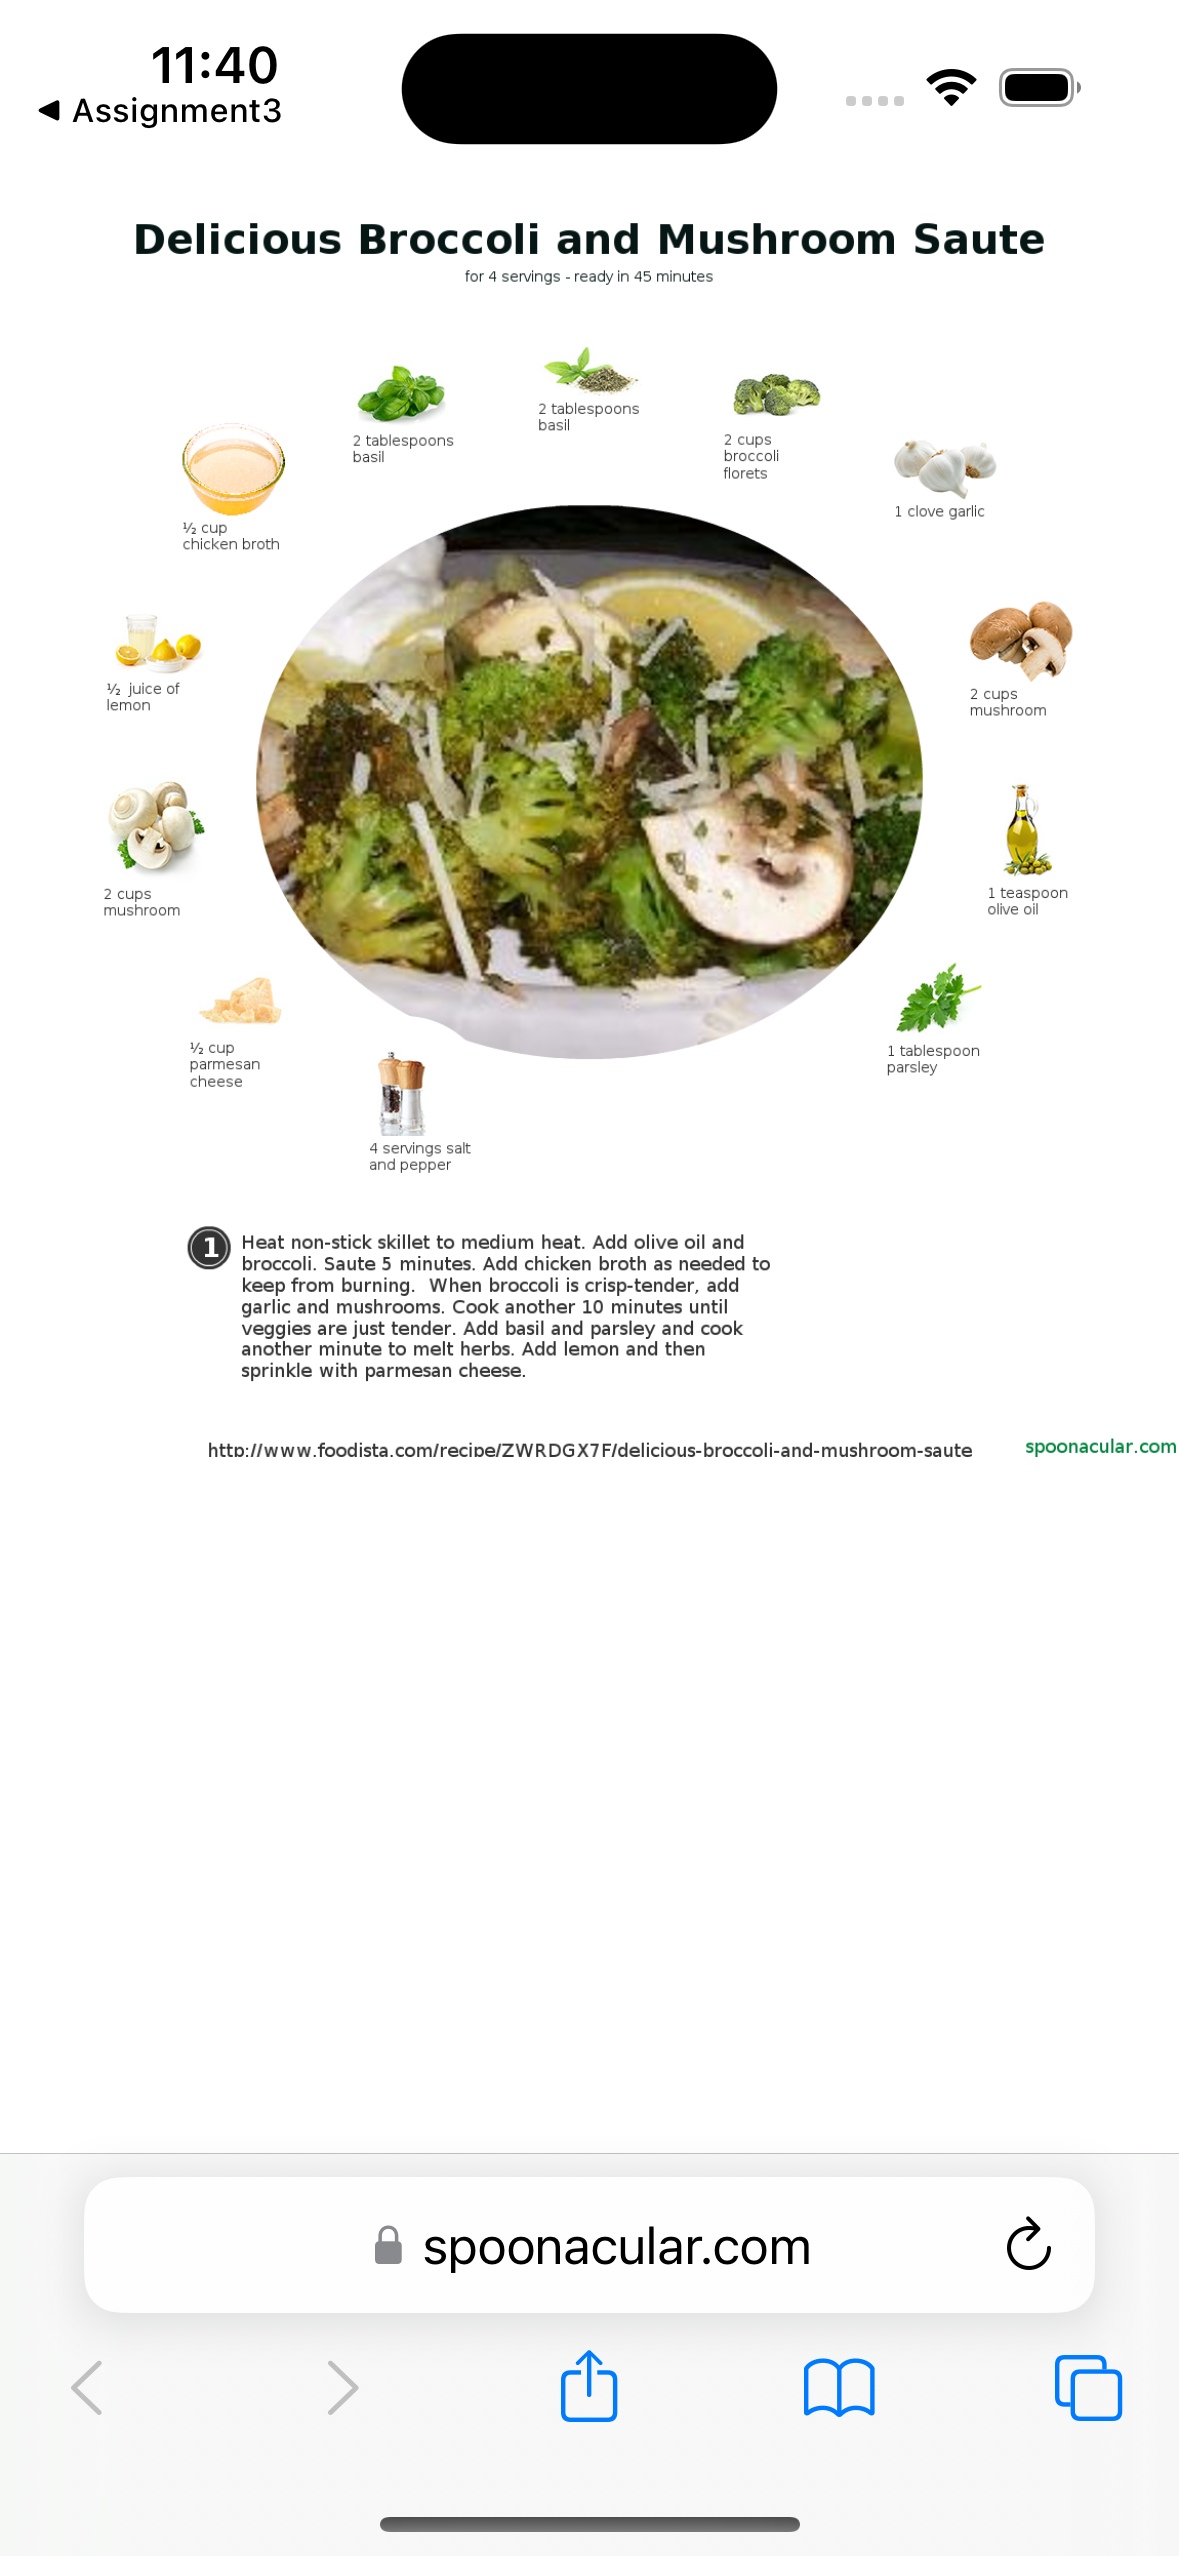 11:40
◀ Assignment3
Delicious Broccoli and Mushroom Saute
for 4 servings - ready in 45 minutes
2 tablespoons
basil
2 tablespoons
basil
2 cups
broccoli
florets
½ cup
chicken broth
1 clove garlic
½  juice of
lemon
2 cups
mushroom
2 cups
mushroom
1 teaspoon
olive oil
½ cup
parmesan
cheese
1 tablespoon
parsley
4 servings salt
and pepper
1
Heat non-stick skillet to medium heat. Add olive oil and
broccoli. Saute 5 minutes. Add chicken broth as needed to
keep from burning.  When broccoli is crisp-tender, add
garlic and mushrooms. Cook another 10 minutes until
veggies are just tender. Add basil and parsley and cook
another minute to melt herbs. Add lemon and then
sprinkle with parmesan cheese.
http://www.foodista.com/recipe/ZWRDGX7F/delicious-broccoli-and-mushroom-saute
spoonacular.com
spoonacular.com